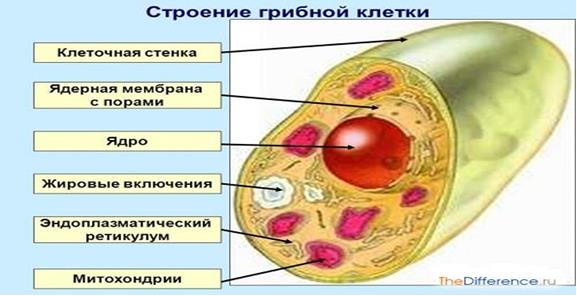 Строение грибной клетки
Клеточная стенка
Ядерная мембрана
с порами
Ядро
Жировые включения
Эндоплазматический
ретикулум
Митохондрии
TheDifference.ru